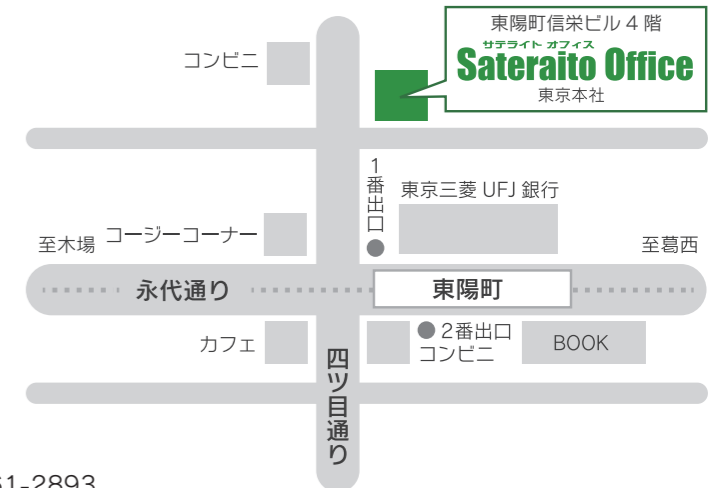 東陽町信栄ビル 4 階
サテライト オフィス
Sateraito Office
東京本社
コンビニ
1番出口
東京三菱 UFJ 銀行
コージーコーナー
至木場
至葛西
永代通り
東陽町
カフェ
2番出口
コンビニ
BOOK
四ツ目通り
1-2893